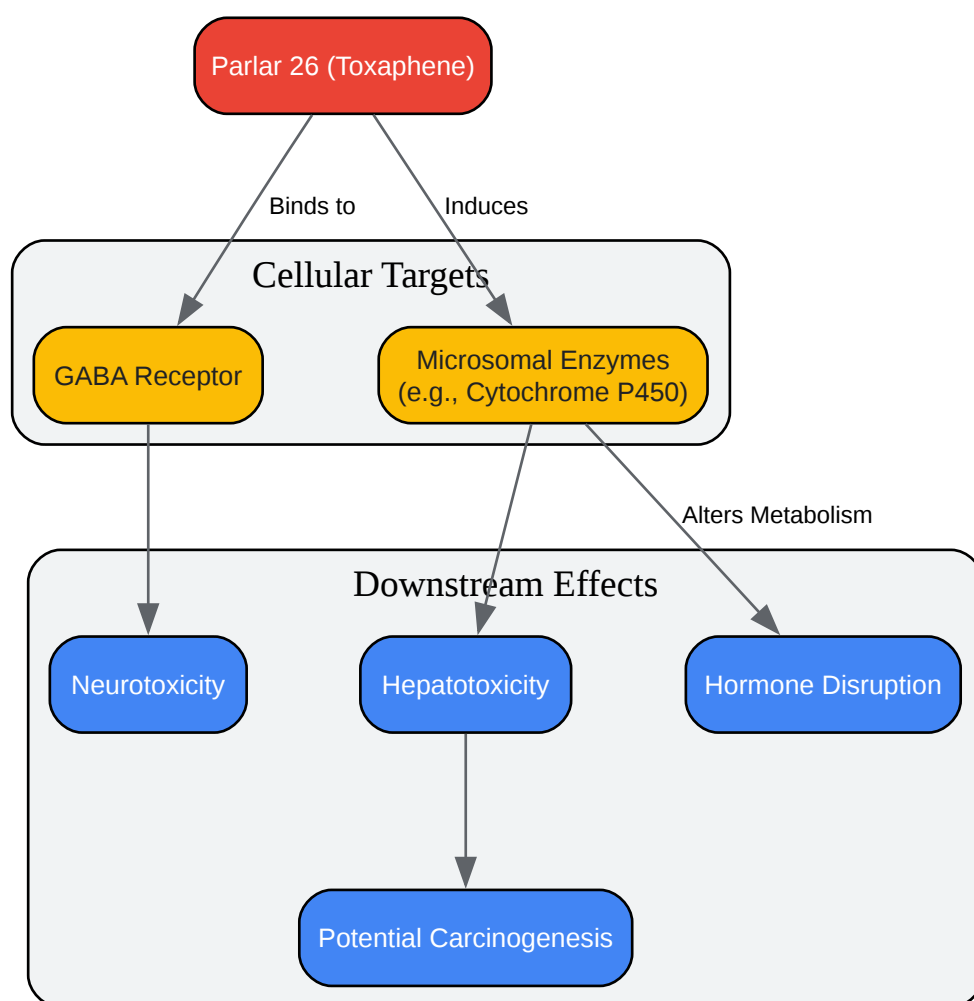 Parlar 26 (Toxaphene)
Binds to
Induces
Cellular Targets
GABA Receptor
Microsomal Enzymes
(e.g., Cytochrome P450)
Alters Metabolism
Downstream Effects
Neurotoxicity
Hepatotoxicity
Hormone Disruption
Potential Carcinogenesis